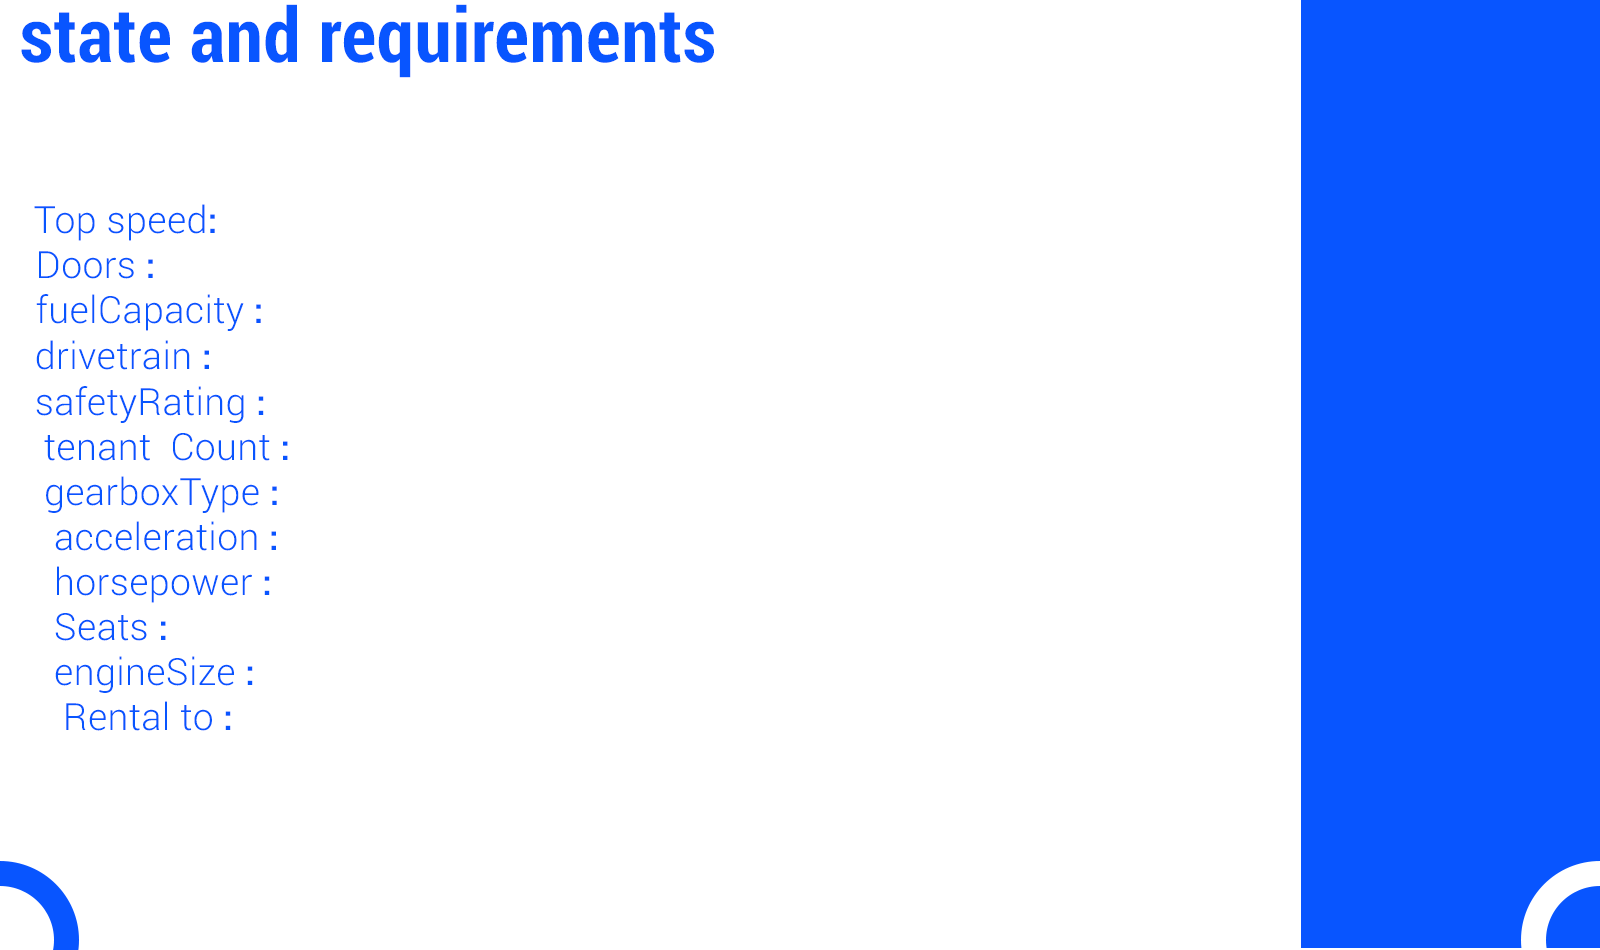 state and requirements
Top speed:
Doors :
fuelCapacity :
drivetrain :
safetyRating :
tenant  Count :
gearboxType :
acceleration :
horsepower :
Seats :
engineSize :
Rental to :